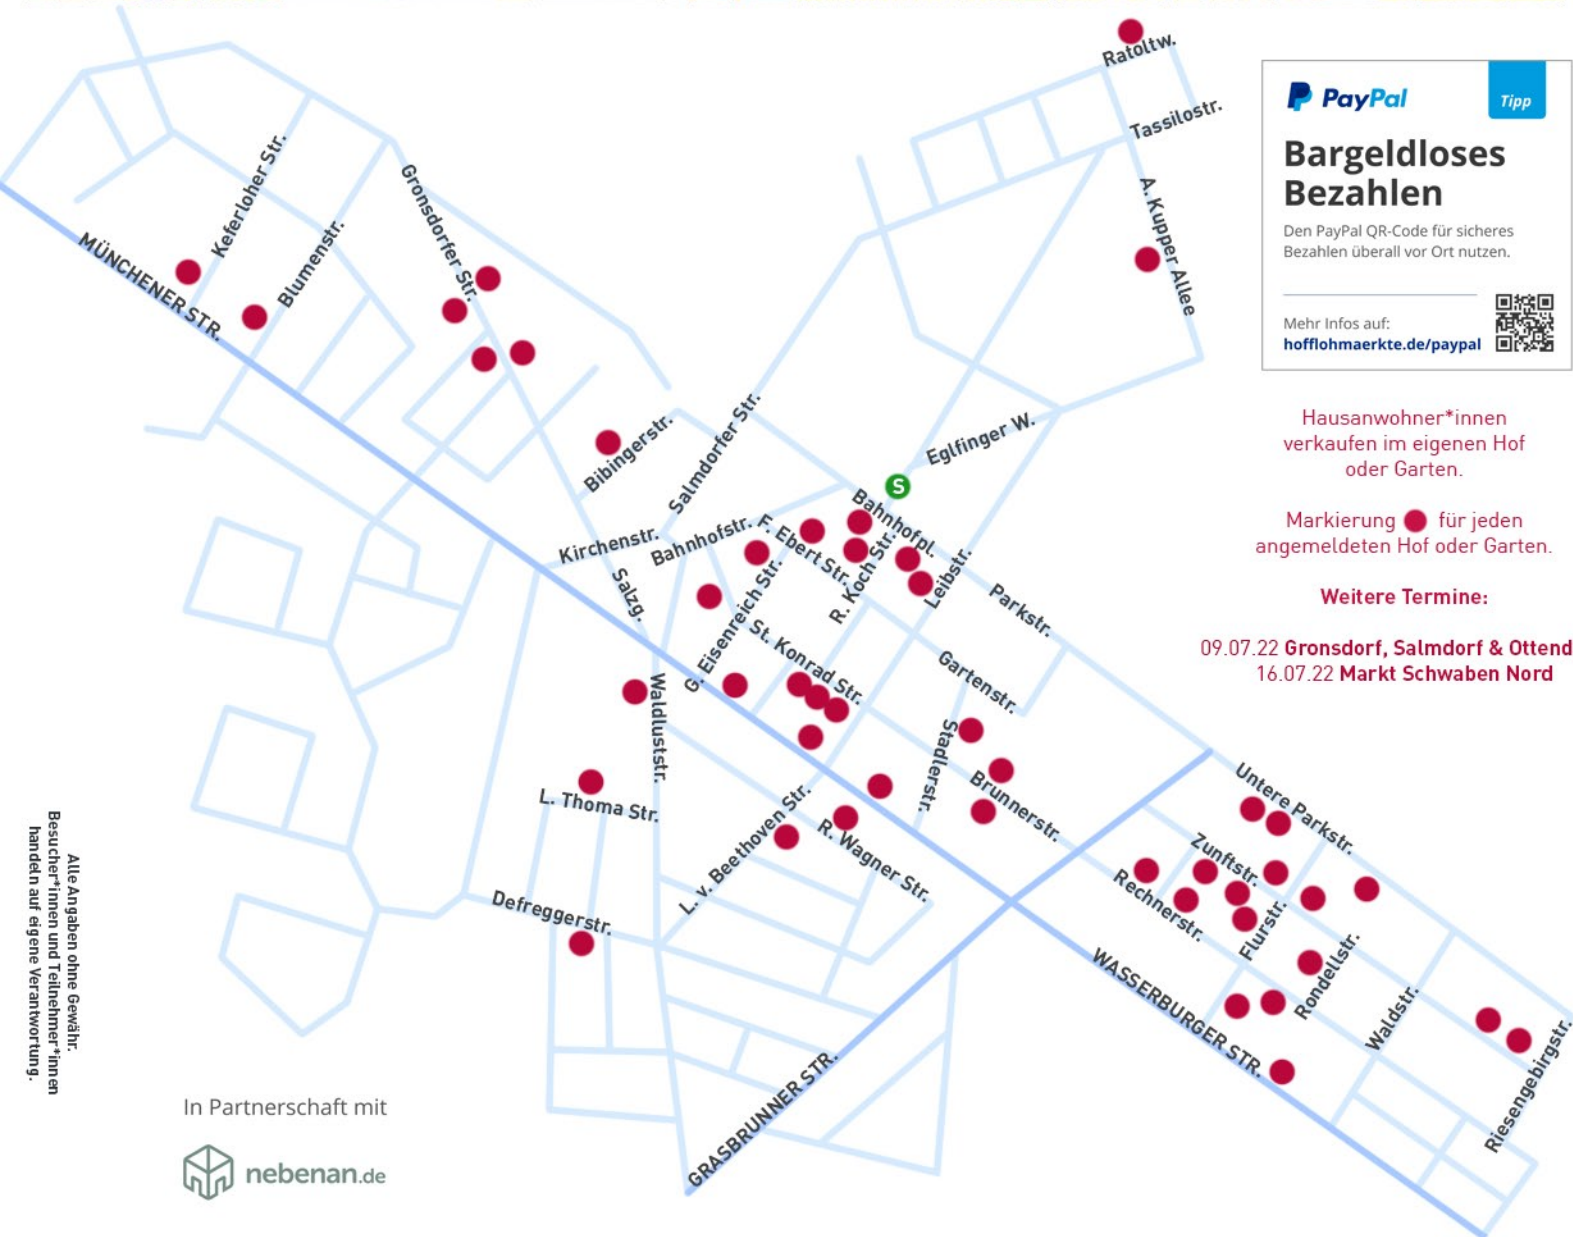 Ratoltw.
Tassilostr.
A. Kupper Allee
Keferloher Str.
Blumenstr.
Gronsdorfer Str.
MÜNCHENER STR.
Bibingerstr.
Salmdorfer Str.
Eglfinger W.
S
Kirchenstr.
Bahnhofstr.
F. Ebert Str.
Bahnhofpl.
R. Koch Str.
Leibstr.
Parkstr.
Salzg.
G. Eisenreich Str.
St. Konrad Str.
Gartenstr.
Waldluststr.
Stadlerstr.
Brunnerstr.
L. Thoma Str.
L. v. Beethoven Str.
R. Wagner Str.
Defreggerstr.
Untere Parkstr.
Zunftstr.
Rechnerstr.
Flurstr.
Rondellstr.
Waldstr.
WASSERBURGER STR.
GRASBRUNNER STR.
Riesengebirgstr.
PayPal
Tipp
Bargeldloses
Bezahlen
Den PayPal QR-Code für sicheres
Bezahlen überall vor Ort nutzen.
Mehr Infos auf:
hofflohmaerkte.de/paypal
Hausanwohner*innen
verkaufen im eigenen Hof
oder Garten.
Markierung für jeden
angemeldeten Hof oder Garten.
Weitere Termine:
09.07.22 Gronsdorf, Salmdorf & Ottend
16.07.22 Markt Schwaben Nord
Alle Angaben ohne Gewähr.
Besucher*innen und Teilnehmer*innen
handeln auf eigene Verantwortung.
In Partnerschaft mit
nebenan.de